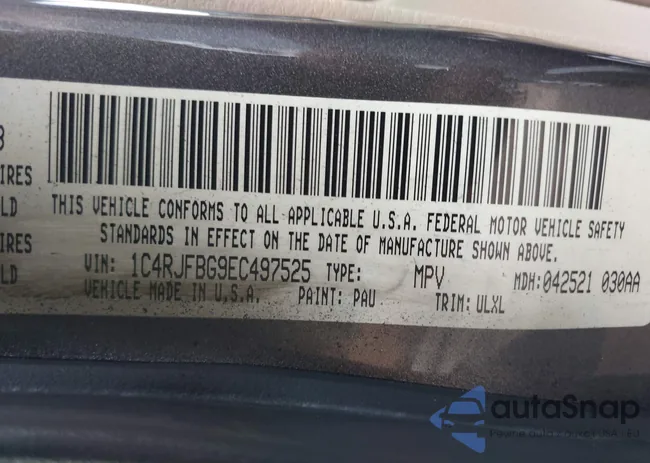 3
IRES
LD
IRES
LD
THIS VEHICLE CONFORMS TO ALL APPLICABLE U.S.A. FEDERAL MOTOR VEHICLE SAFETY
STANDARDS IN EFFECT ON THE DATE OF MANUFACTURE SHOWN ABOVE.
VIN: 1C4RJFBG9EC497525 TYPE: MPV MDH:042521 030AA
VEHICLE MADE IN U.S.A. PAINT: PAU TRIM: ULXL
autoSnap